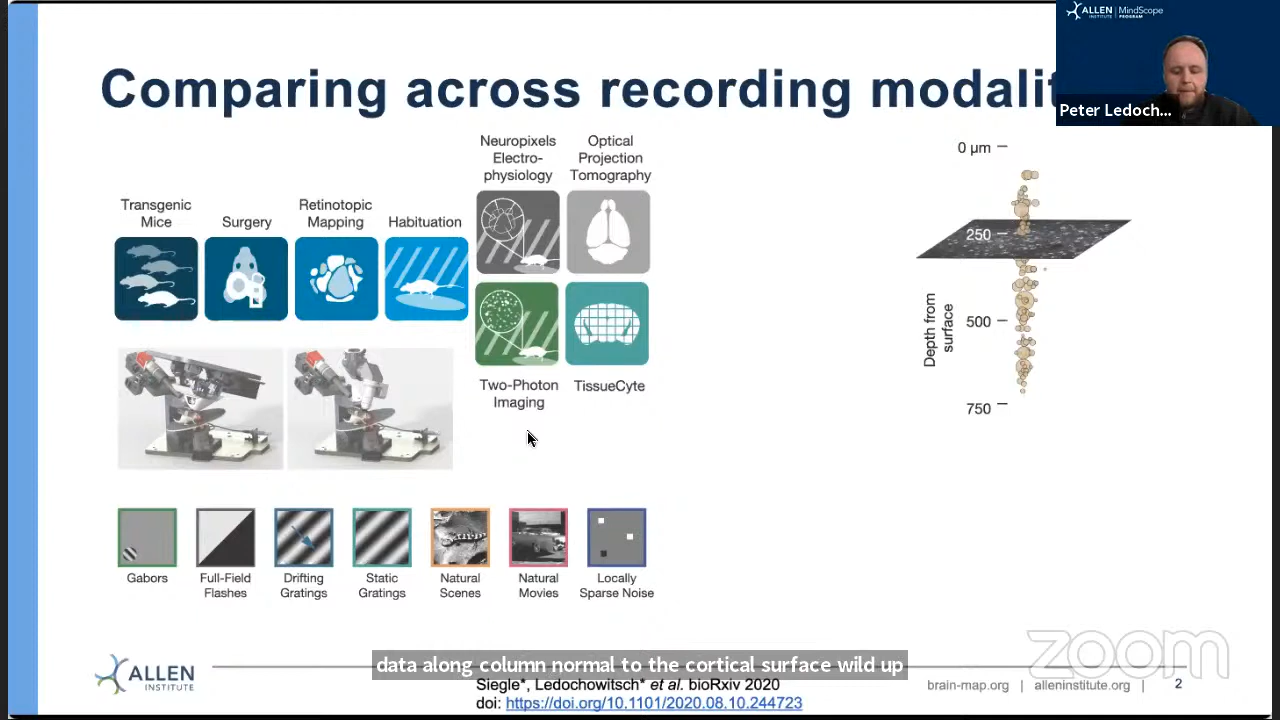 ALLEN INSTITUTE | MindScope PROGRAM
Peter Ledoch...
Comparing across recording modalit
Neuropixels
Electro-
physiology
Optical
Projection
Tomography
Transgenic
Mice
Surgery
Retinotopic
Mapping
Habituation
Two-Photon
Imaging
TissueCyte
0 µm
250
500
750
Depth from
surface
Gabors
Full-Field
Flashes
Drifting
Gratings
Static
Gratings
Natural
Scenes
Natural
Movies
Locally
Sparse Noise
zoom
data along column normal to the cortical surface wild up
ALLEN
INSTITUTE
Siegle*, Ledochowitsch* et al. bioRxiv 2020
doi: https://doi.org/10.1101/2020.08.10.244723
brain-map.org | alleninstitute.org | 2